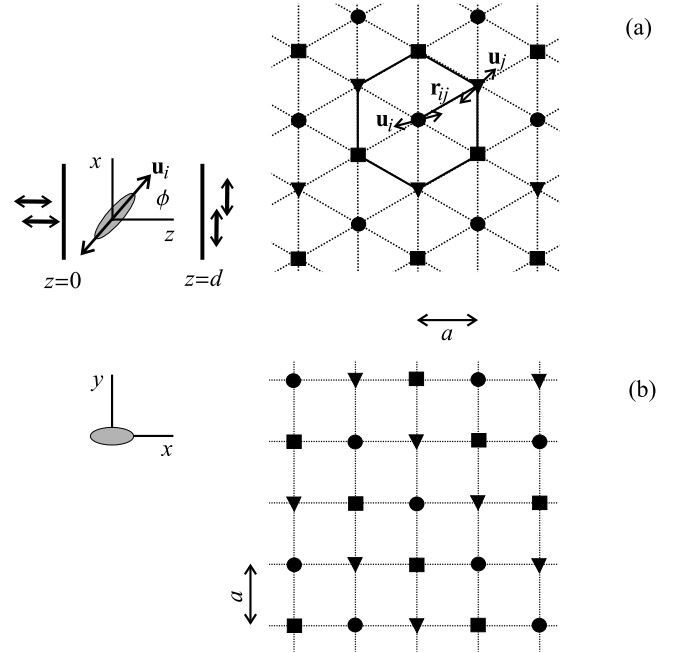 (a)
u_j
r_ij
u_i
x
u_i
ϕ
z
z=0
z=d
a
y
x
(b)
a